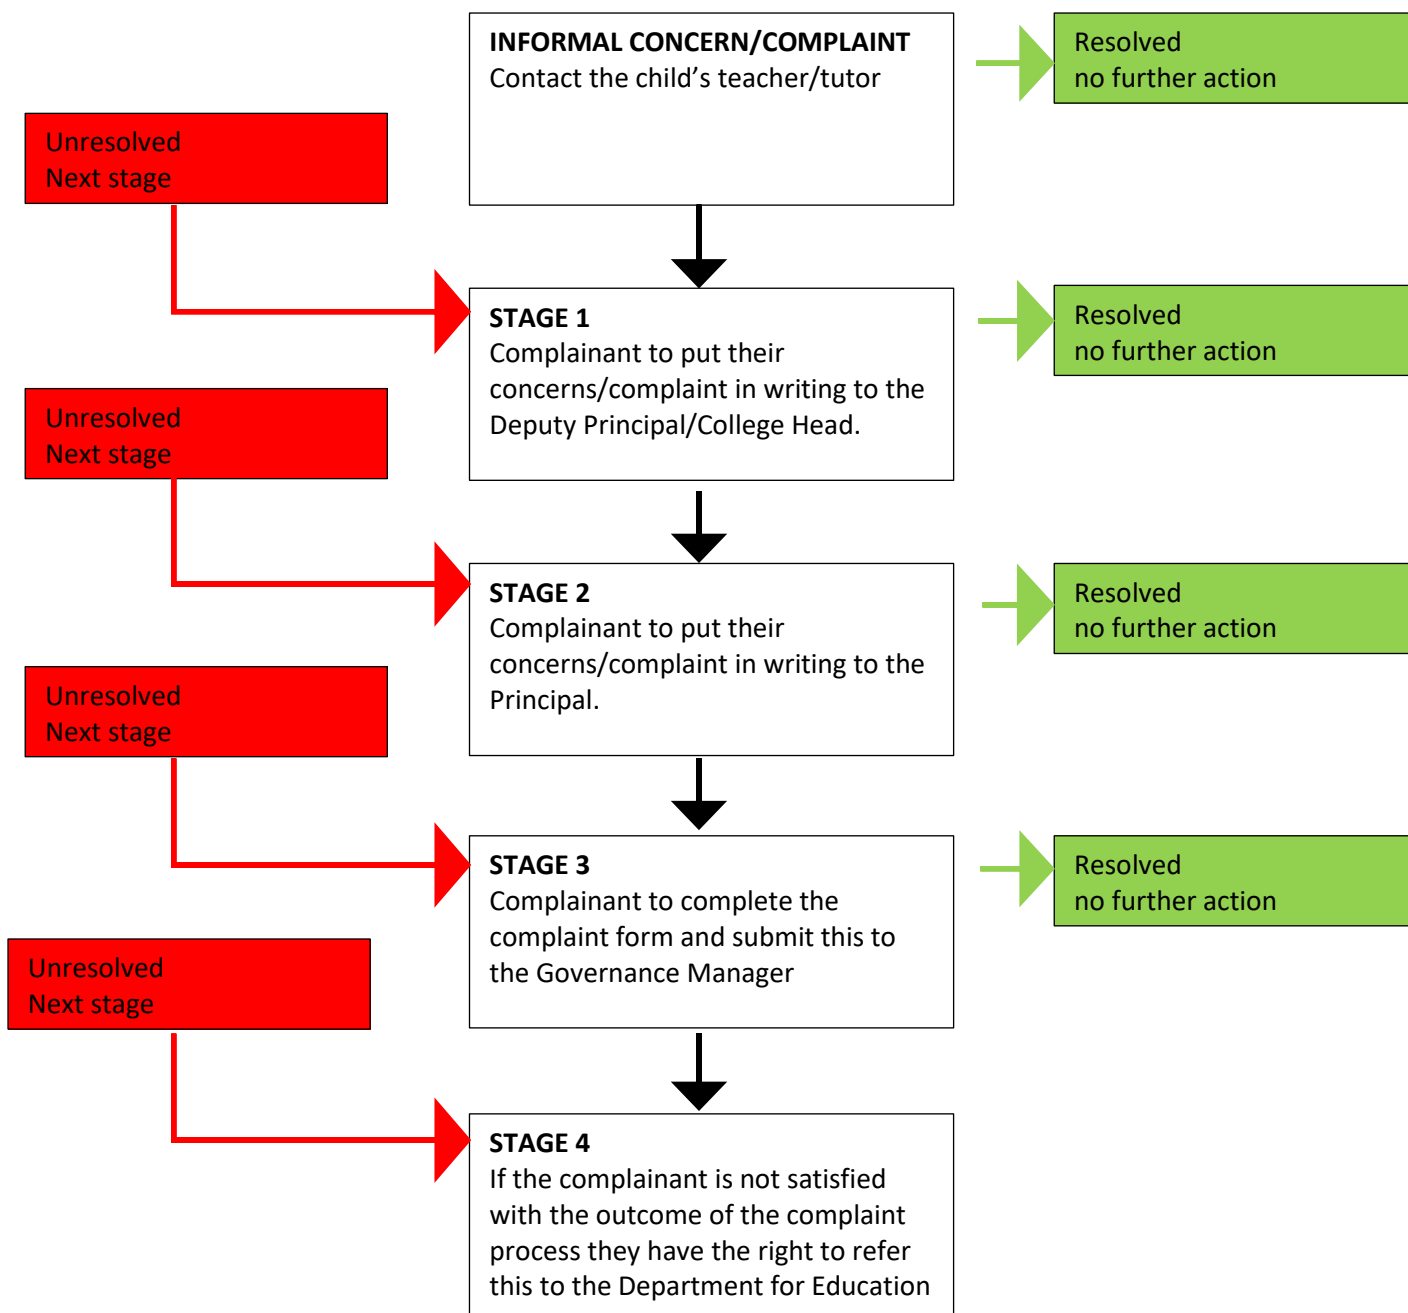 INFORMAL CONCERN/COMPLAINT
Contact the child’s teacher/tutor
Resolved
no further action
Unresolved
Next stage
STAGE 1
Complainant to put their
concerns/complaint in writing to the
Deputy Principal/College Head.
Resolved
no further action
Unresolved
Next stage
STAGE 2
Complainant to put their
concerns/complaint in writing to the
Principal.
Resolved
no further action
Unresolved
Next stage
STAGE 3
Complainant to complete the
complaint form and submit this to
the Governance Manager
Resolved
no further action
Unresolved
Next stage
STAGE 4
If the complainant is not satisfied
with the outcome of the complaint
process they have the right to refer
this to the Department for Education